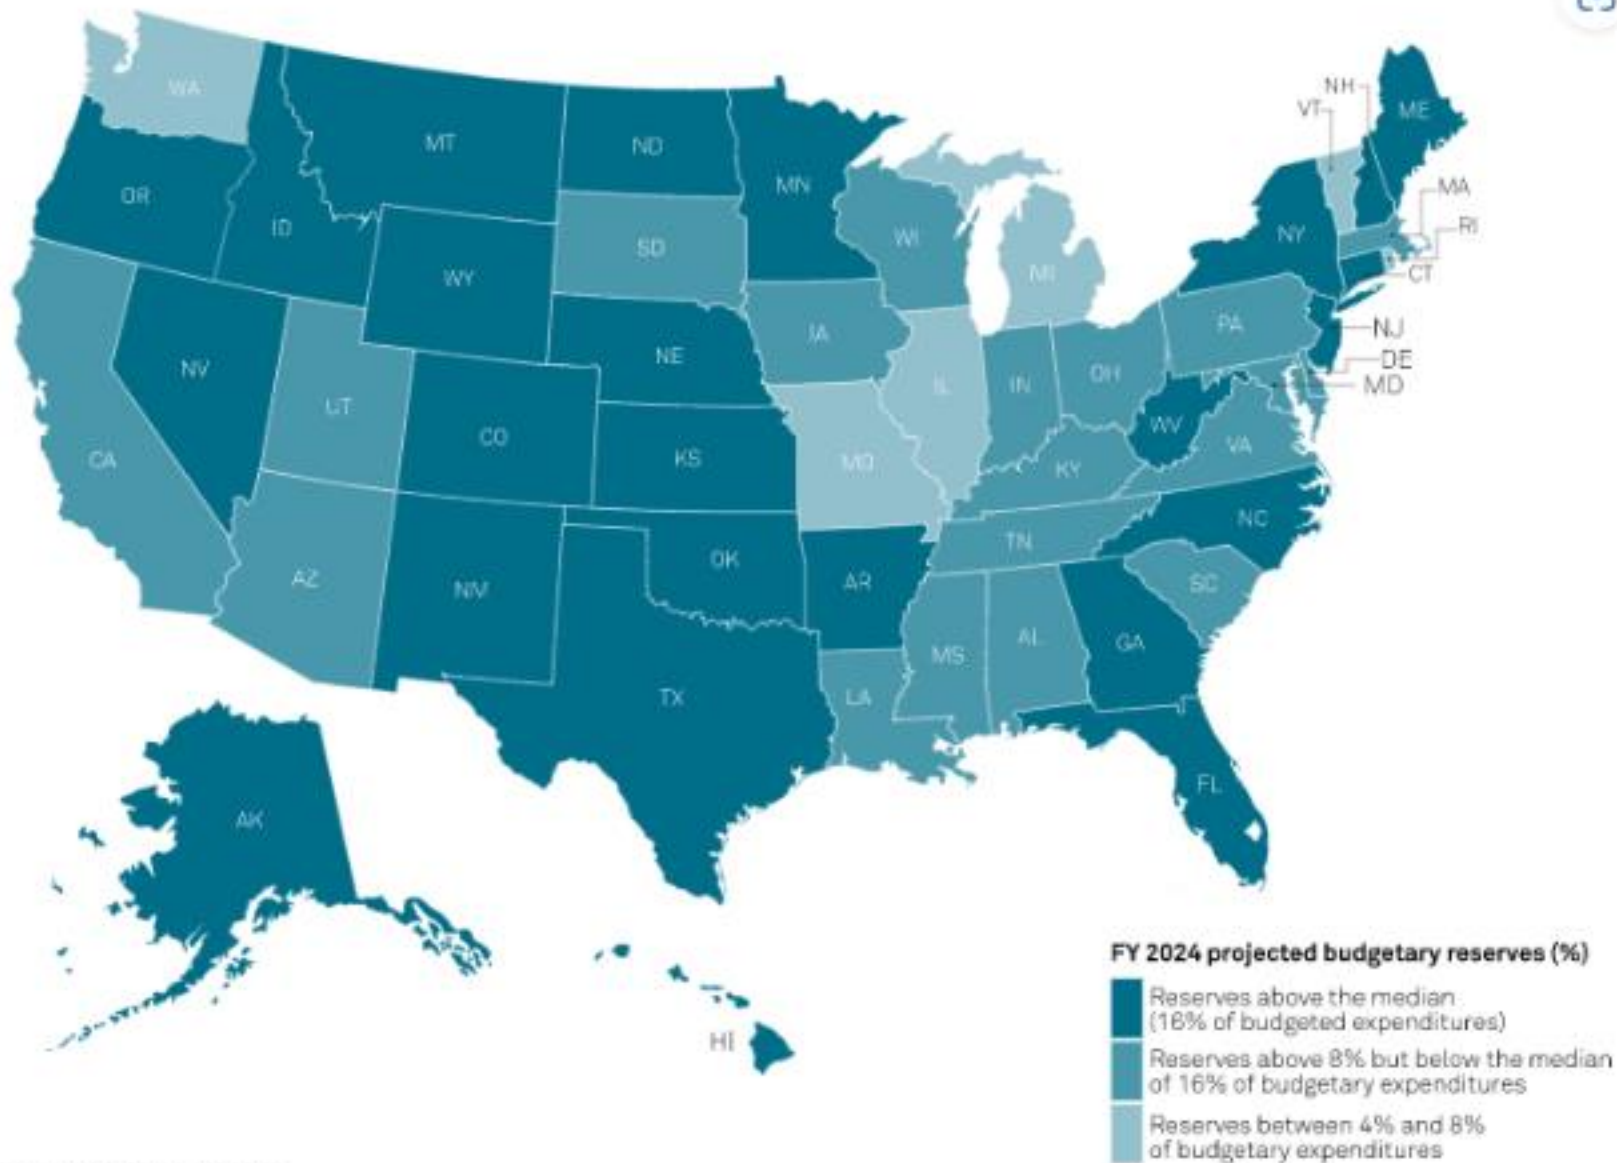 WA
MT
ND
MN
OR
ID
SD
WI
MI
WY
NH
VT
ME
MA
RI
NY
CT
IA
NE
PA
NJ
DE
MD
NV
UT
CO
IL
IN
OH
WV
VA
CA
KS
MO
KY
NC
AZ
NM
OK
AR
TN
SC
MS
AL
GA
TX
LA
FL
AK
HI
FY 2024 projected budgetary reserves (%)
Reserves above the median
(16% of budgeted expenditures)
Reserves above 8% but below the median
of 16% of budgetary expenditures
Reserves between 4% and 8%
of budgetary expenditures